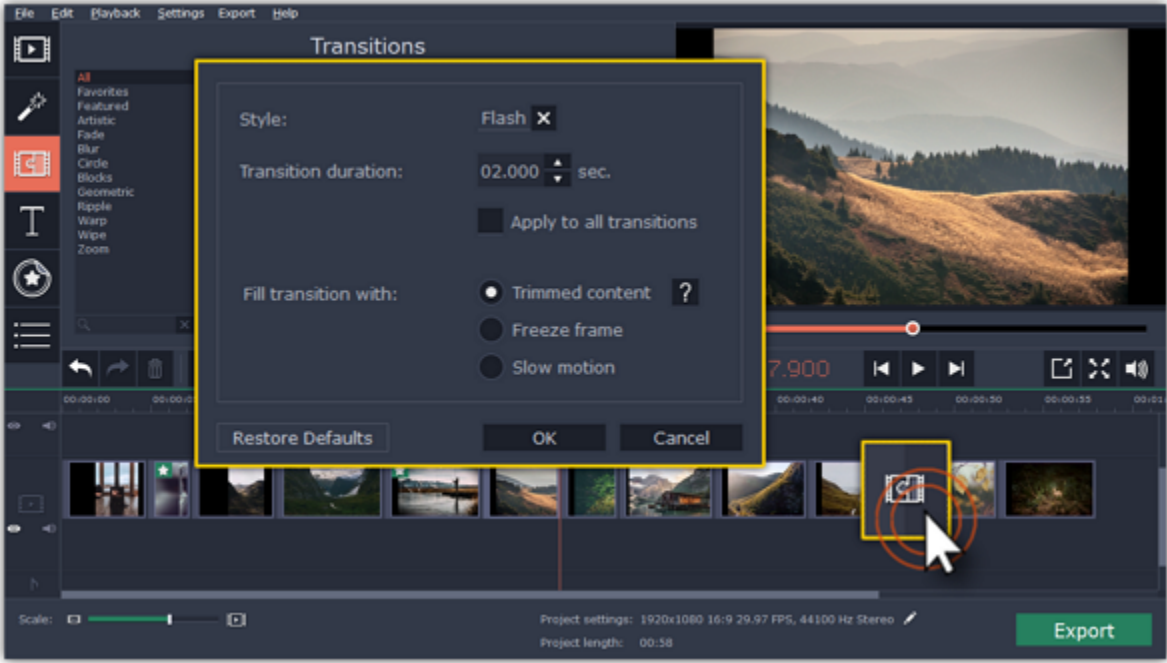 File Edit Playback Settings Export Help
Transitions
All
Favorites
Featured
Artistic
Fade
Blur
Circle
Blocks
Geometric
Ripple
Warp
Wipe
Zoom
Style: Flash
Transition duration: 02.000 sec.
Apply to all transitions
Fill transition with: Trimmed content ?
Freeze frame
Slow motion
Restore Defaults OK Cancel
7.900
00:00:00 00:00:40 00:00:45 00:00:50 00:00:55
Scale:
Project settings: 1920x1080 16:9 29.97 FPS, 44100 Hz Stereo
Project length: 00:58
Export